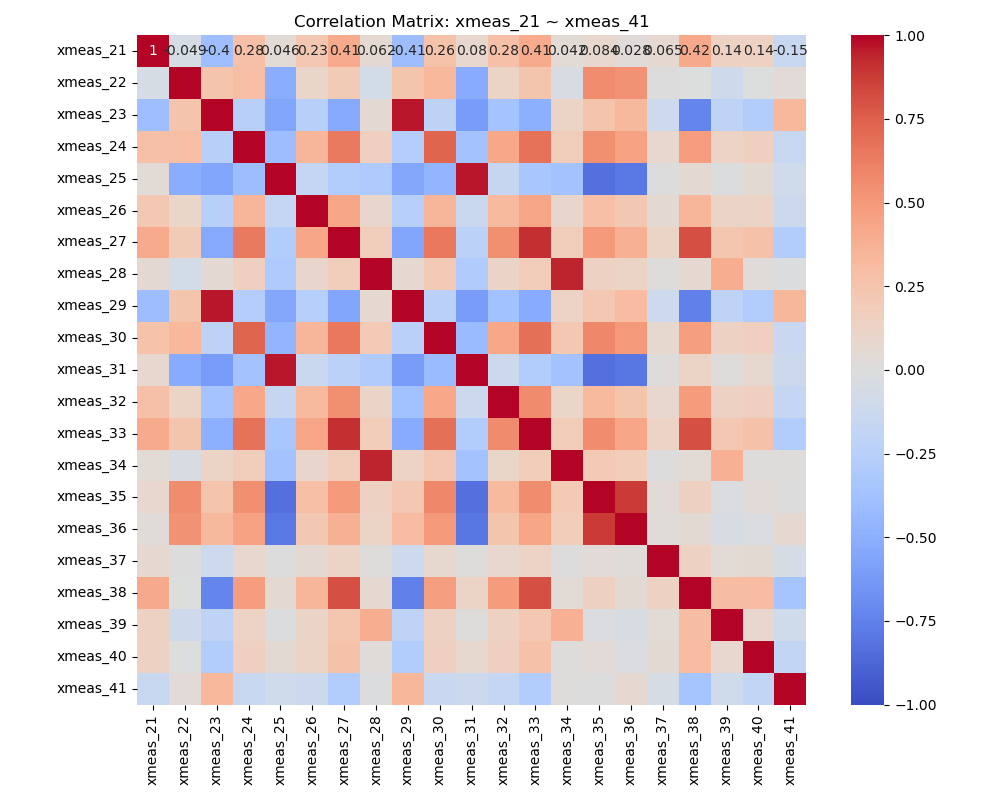 Correlation Matrix: xmeas_21 ~ xmeas_41
xmeas_21 1 -0.049 -0.4 0.28 0.046 0.23 0.41 0.062 -0.41 0.26 0.08 0.28 0.41 0.042 0.084 0.028 0.065 0.42 0.14 0.14 -0.15
xmeas_22
xmeas_23
xmeas_24
xmeas_25
xmeas_26
xmeas_27
xmeas_28
xmeas_29
xmeas_30
xmeas_31
xmeas_32
xmeas_33
xmeas_34
xmeas_35
xmeas_36
xmeas_37
xmeas_38
xmeas_39
xmeas_40
xmeas_41
xmeas_21 xmeas_22 xmeas_23 xmeas_24 xmeas_25 xmeas_26 xmeas_27 xmeas_28 xmeas_29 xmeas_30 xmeas_31 xmeas_32 xmeas_33 xmeas_34 xmeas_35 xmeas_36 xmeas_37 xmeas_38 xmeas_39 xmeas_40 xmeas_41
1.00
0.75
0.50
0.25
0.00
−0.25
−0.50
−0.75
−1.00